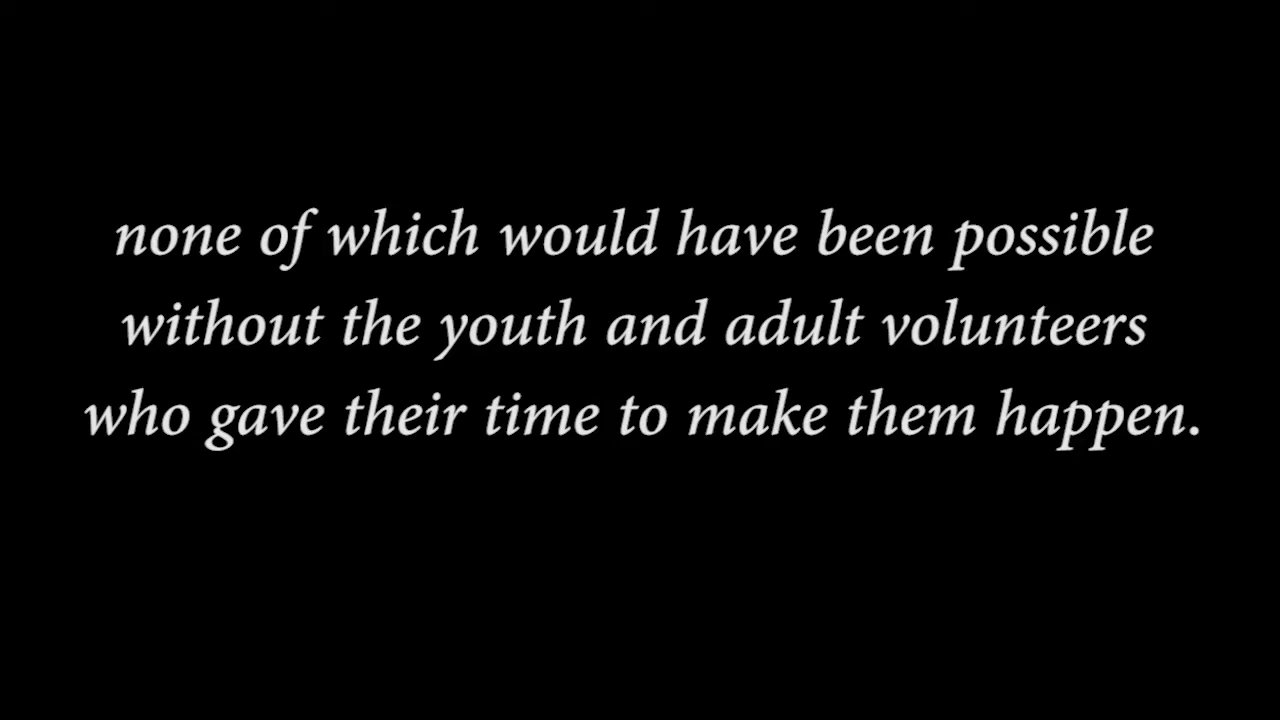 none of which would have been possible
without the youth and adult volunteers
who gave their time to make them happen.